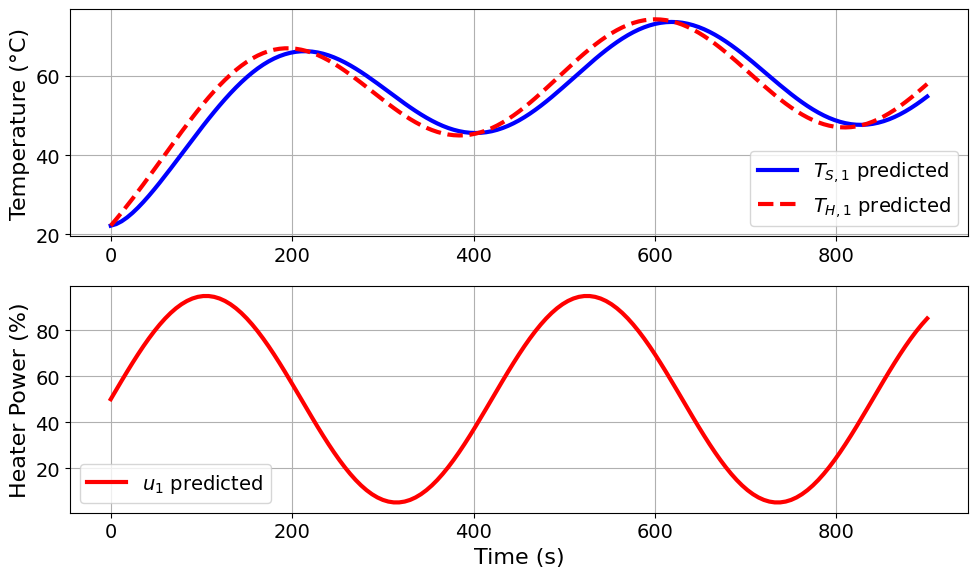 Temperature (°C)
60
40
20
0 200 400 600 800
T_{S,1} predicted
T_{H,1} predicted
Heater Power (%)
80
60
40
20
u_1 predicted
0 200 400 600 800
Time (s)